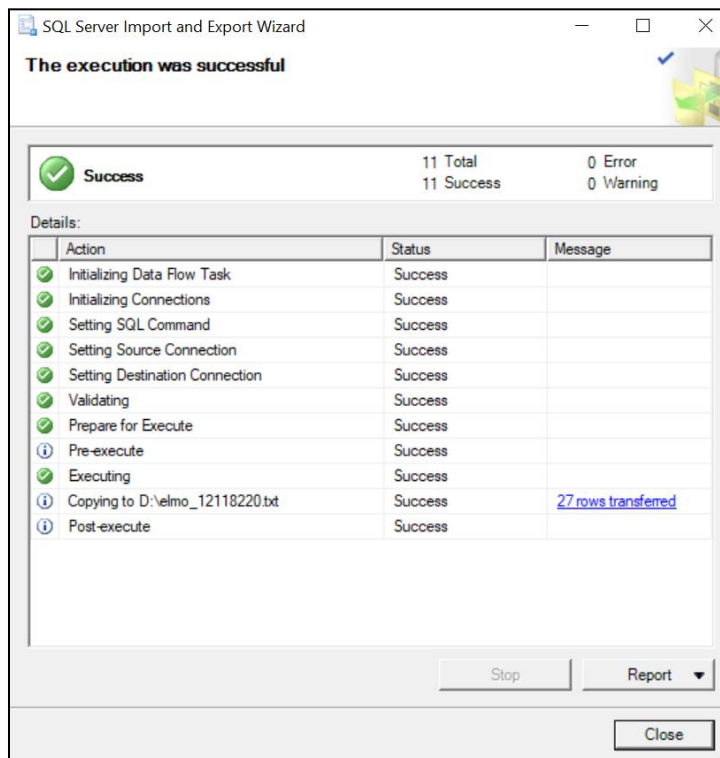 SQL Server Import and Export Wizard
The execution was successful
Success
11 Total 0 Error
11 Success 0 Warning
Details:
Action Status Message
Initializing Data Flow Task Success
Initializing Connections Success
Setting SQL Command Success
Setting Source Connection Success
Setting Destination Connection Success
Validating Success
Prepare for Execute Success
Pre-execute Success
Executing Success
Copying to D:\elmo_12118220.txt Success 27 rows transferred
Post-execute Success
Stop Report
Close